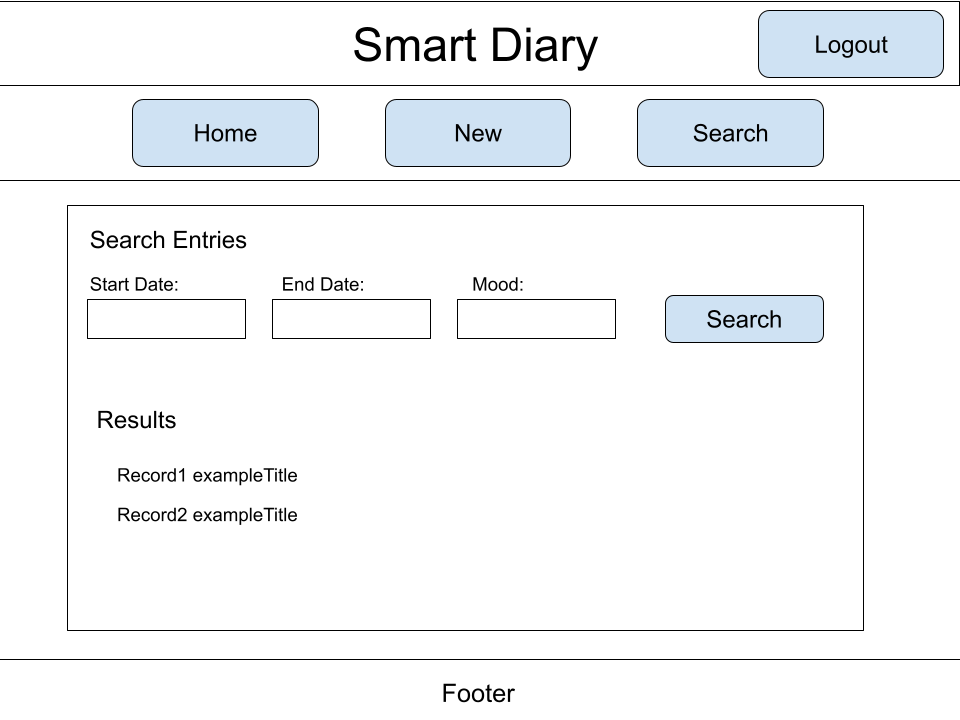 Smart Diary
Logout
Home
New
Search
Search Entries
Start Date:
End Date:
Mood:
Search
Results
Record1 exampleTitle
Record2 exampleTitle
Footer